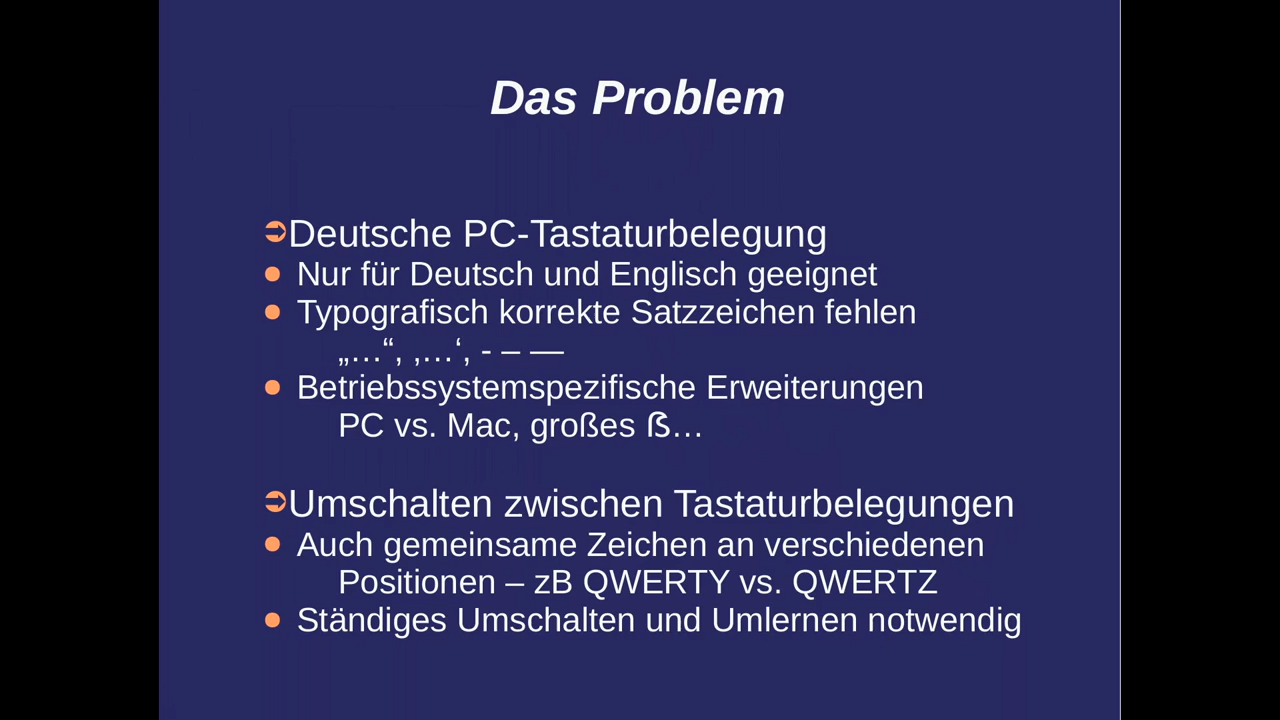 Das Problem
➲Deutsche PC-Tastaturbelegung
● Nur für Deutsch und Englisch geeignet
● Typografisch korrekte Satzzeichen fehlen
„…“, ‚…‘, - – —
● Betriebssystemspezifische Erweiterungen
PC vs. Mac, großes ẞ…
➲Umschalten zwischen Tastaturbelegungen
● Auch gemeinsame Zeichen an verschiedenen
Positionen – zB QWERTY vs. QWERTZ
● Ständiges Umschalten und Umlernen notwendig